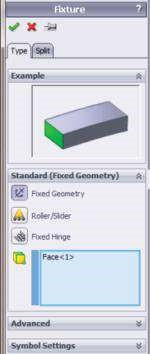 Fixture ?
Type Split
Example
Standard (Fixed Geometry)
Fixed Geometry
Roller/Slider
Fixed Hinge
Face<1>
Advanced
Symbol Settings